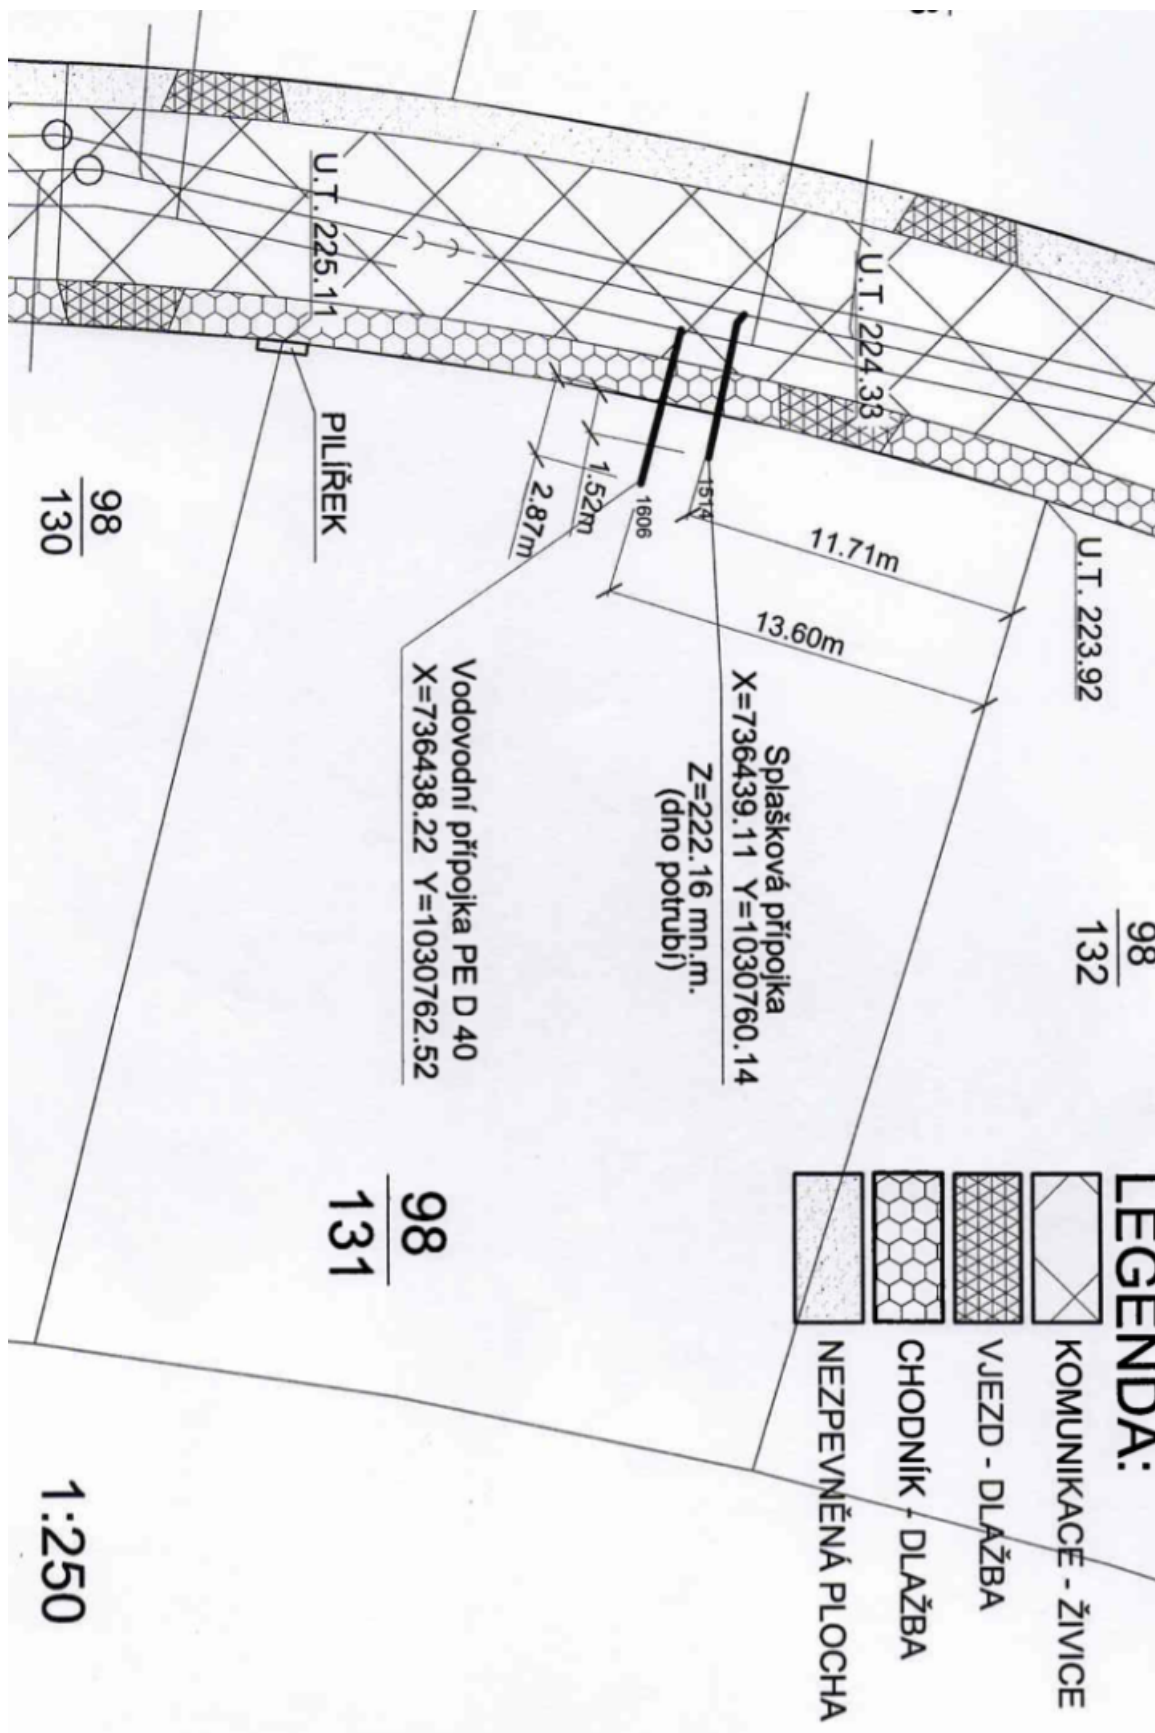 U.T. 225.11
U.T. 224.33
PILÍŘEK
98
130
1.52m
2.87m
1606
1514
11.71m
13.60m
U.T. 223.92
Splašková přípojka
X=736439.11 Y=1030760.14
Z=222.16 mn.m.
(dno potrubí)
Vodovodní přípojka PE D 40
X=736438.22 Y=1030762.52
98
132
98
131
LEGENDA:
KOMUNIKACE - ŽIVICE
VJEZD - DLAŽBA
CHODNÍK - DLAŽBA
NEZPEVNĚNÁ PLOCHA
1:250